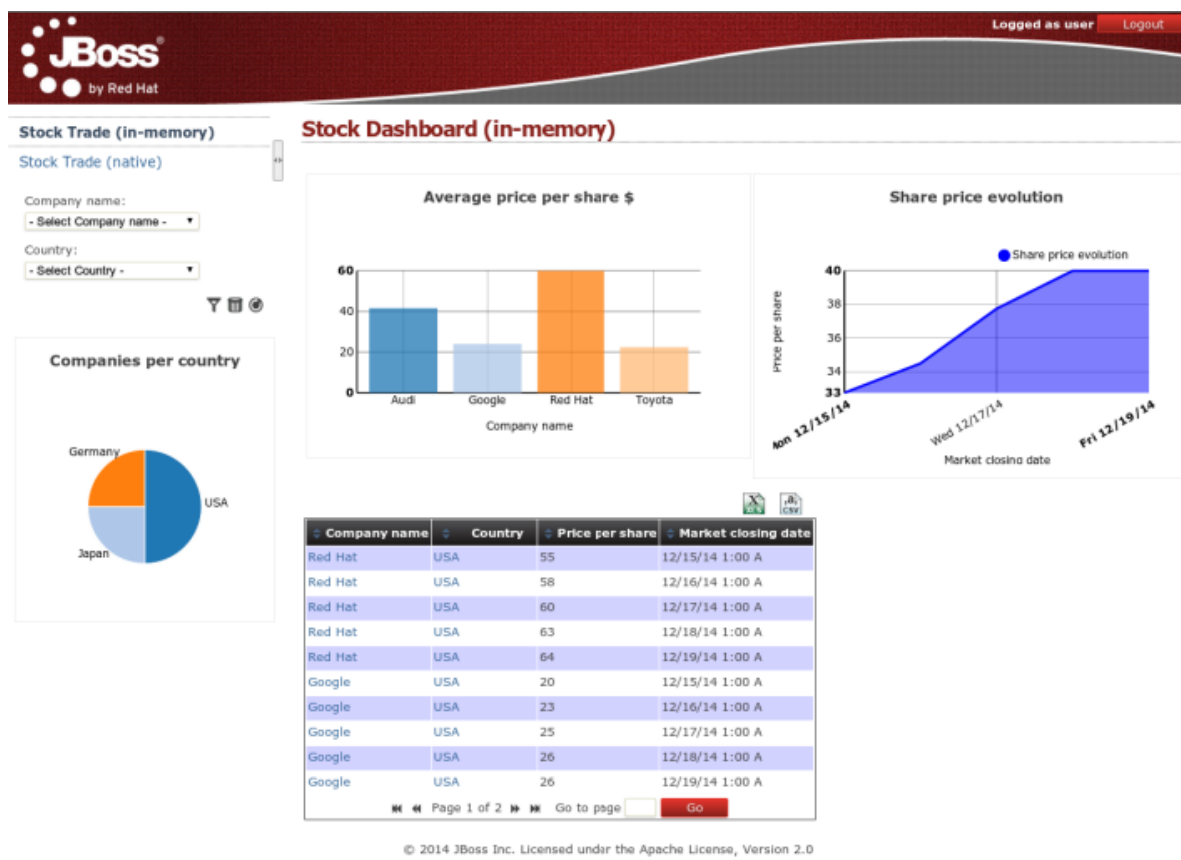 Logged as user Logout
JBoss®
by Red Hat
Stock Trade (in-memory)
Stock Trade (native)
Company name:
- Select Company name -
Country:
- Select Country -
Companies per country
Germany
USA
Japan
Stock Dashboard (in-memory)
Average price per share $
60
40
20
0
Audi Google Red Hat Toyota
Company name
Share price evolution
Share price evolution
Price per share
40
38
36
34
33
Mon 12/15/14 Wed 12/17/14 Fri 12/19/14
Market closing date
XLS ,a, CSV
Company name Country Price per share Market closing date
Red Hat USA 55 12/15/14 1:00 A
Red Hat USA 58 12/16/14 1:00 A
Red Hat USA 60 12/17/14 1:00 A
Red Hat USA 63 12/18/14 1:00 A
Red Hat USA 64 12/19/14 1:00 A
Google USA 20 12/15/14 1:00 A
Google USA 23 12/16/14 1:00 A
Google USA 25 12/17/14 1:00 A
Google USA 26 12/18/14 1:00 A
Google USA 26 12/19/14 1:00 A
Page 1 of 2 Go to page Go
© 2014 JBoss Inc. Licensed under the Apache License, Version 2.0